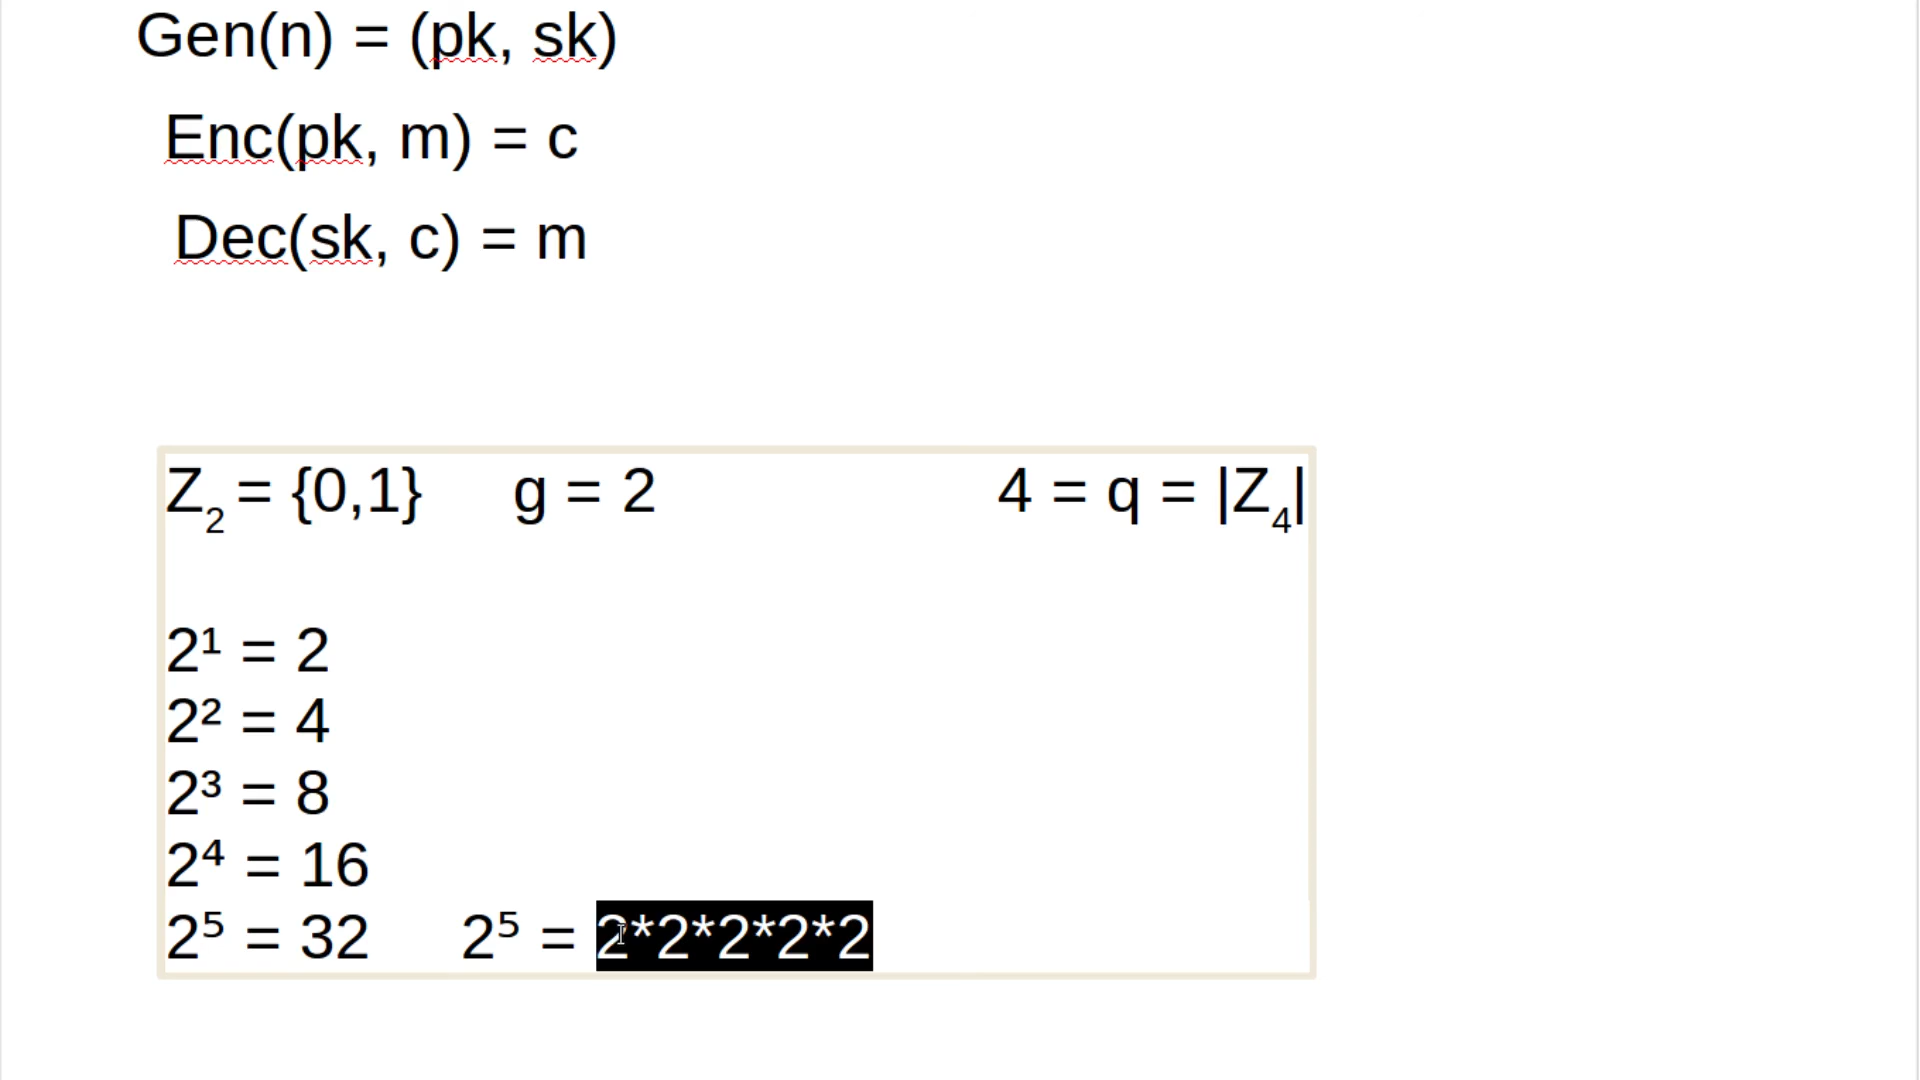 Gen(n) = (pk, sk)
Enc(pk, m) = c
Dec(sk, c) = m
Z₂ = {0,1} g = 2 4 = q = |Z₄|
2¹ = 2
2² = 4
2³ = 8
2⁴ = 16
2⁵ = 32 2⁵ = 2*2*2*2*2